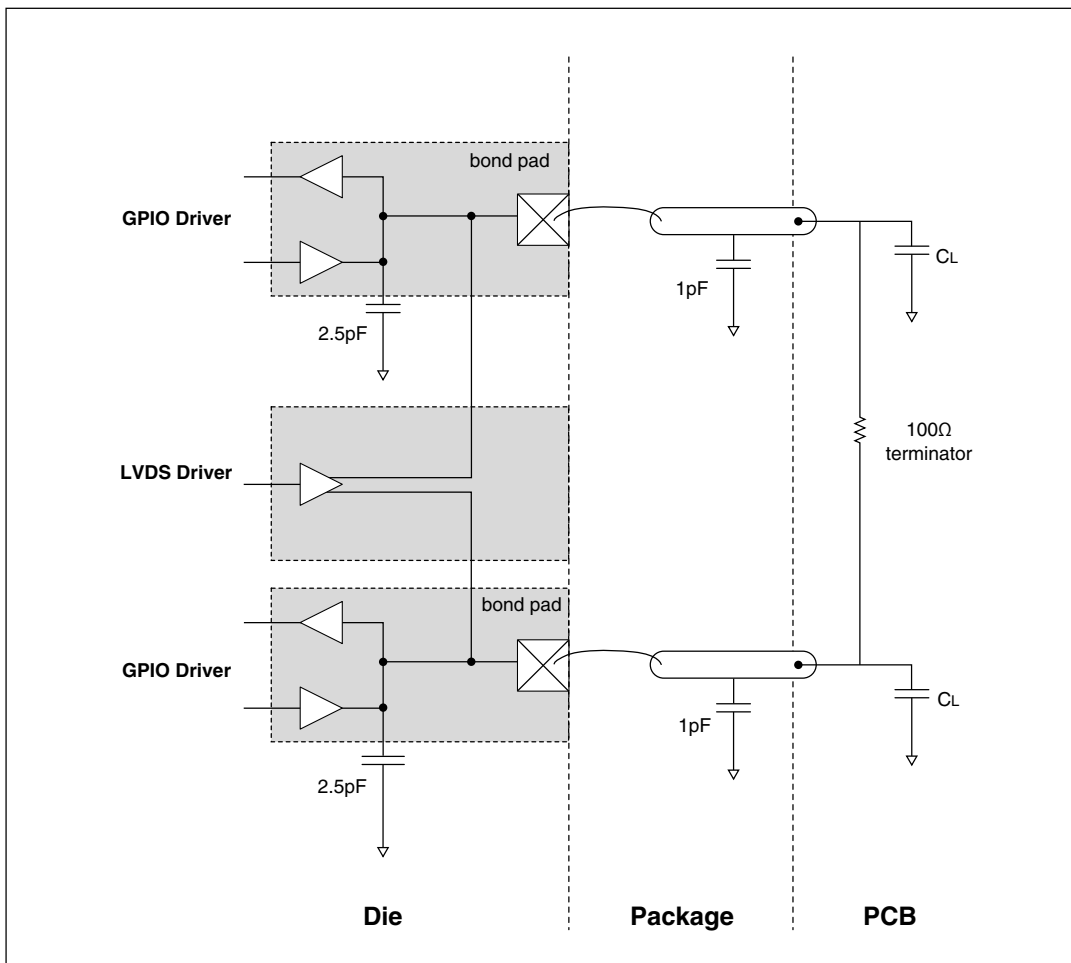 bond pad
GPIO Driver
2.5pF
1pF
CL
100Ω
terminator
LVDS Driver
bond pad
GPIO Driver
2.5pF
1pF
CL
Die
Package
PCB